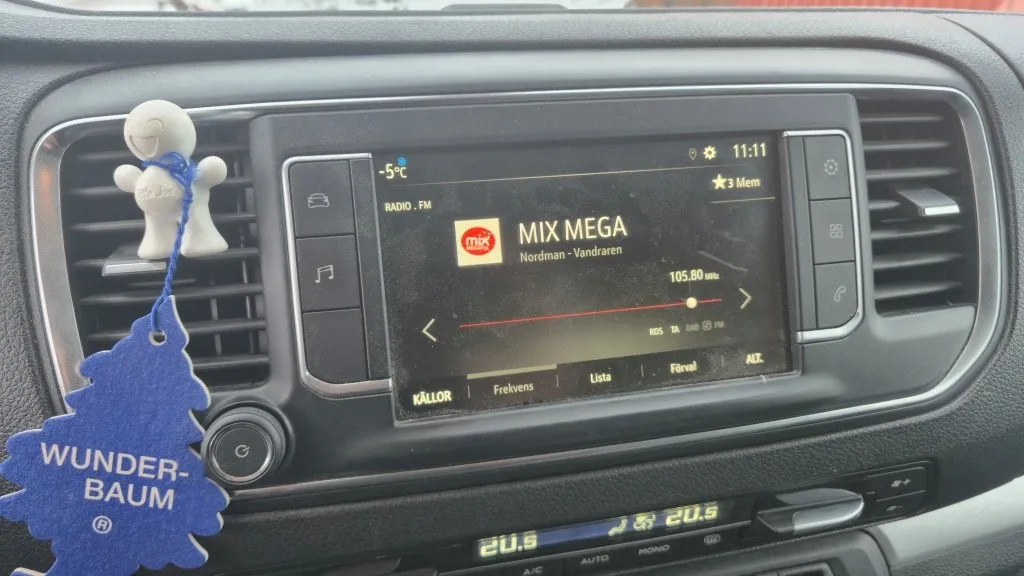 -5°C
11:11
RADIO . FM
3 Mem
mix
MIX MEGA
Nordman - Vandraren
105.80 MHz
RDS TA DAB FM
KÄLLOR
Frekvens
Lista
Förval
ALT.
WUNDER-
BAUM
®
20.5
20.5
A/C
AUTO
MONO